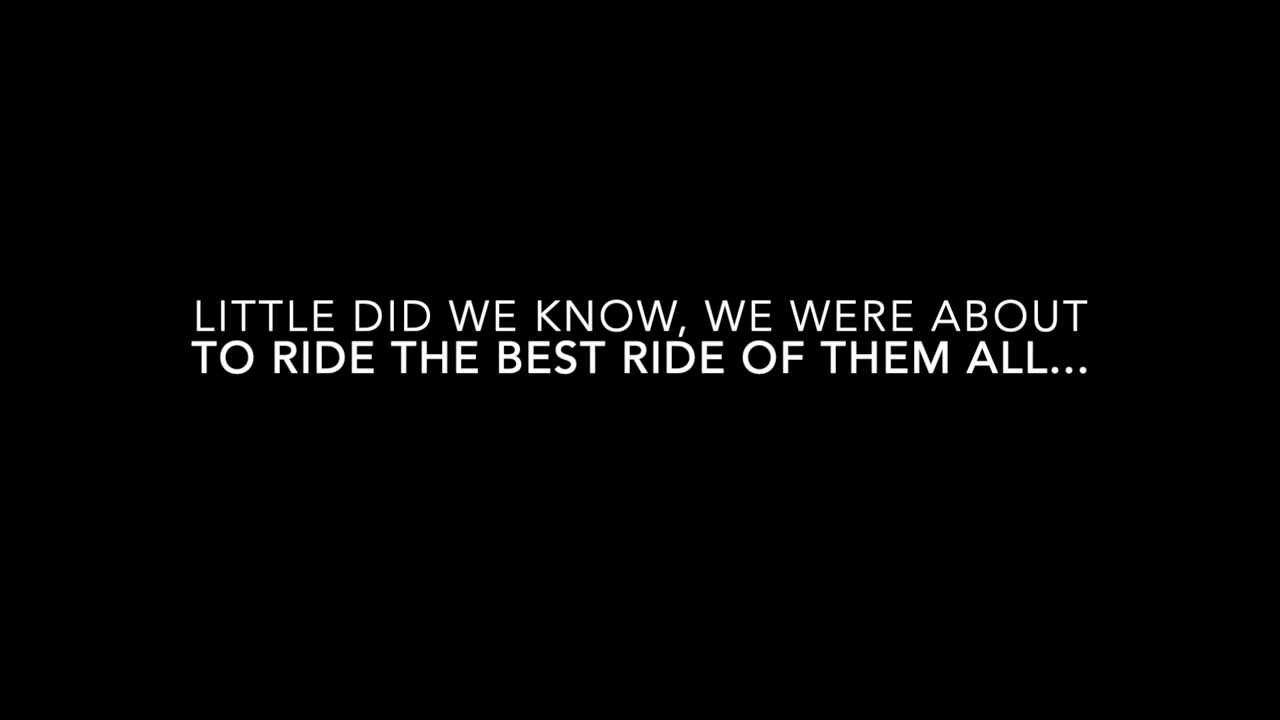 LITTLE DID WE KNOW, WE WERE ABOUT
TO RIDE THE BEST RIDE OF THEM ALL...